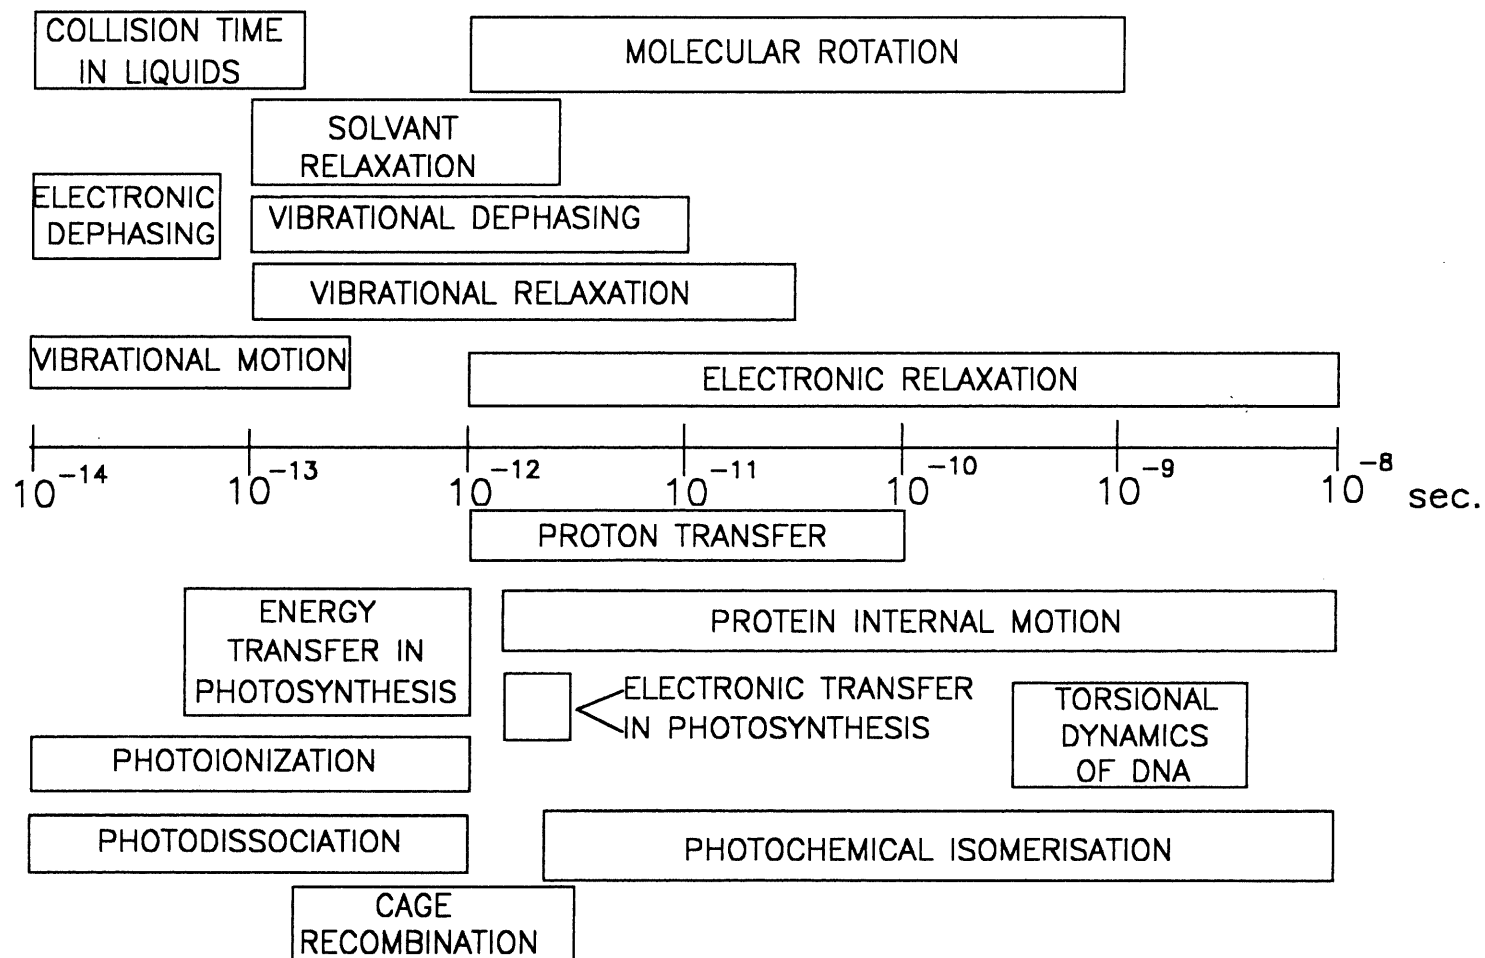 COLLISION TIME
IN LIQUIDS
MOLECULAR ROTATION
SOLVANT
RELAXATION
ELECTRONIC
DEPHASING
VIBRATIONAL DEPHASING
VIBRATIONAL RELAXATION
VIBRATIONAL MOTION
ELECTRONIC RELAXATION
10⁻¹⁴ 10⁻¹³ 10⁻¹² 10⁻¹¹ 10⁻¹⁰ 10⁻⁹ 10⁻⁸ sec.
PROTON TRANSFER
ENERGY
TRANSFER IN
PHOTOSYNTHESIS
PROTEIN INTERNAL MOTION
ELECTRONIC TRANSFER
IN PHOTOSYNTHESIS
TORSIONAL
DYNAMICS
OF DNA
PHOTOIONIZATION
PHOTODISSOCIATION
PHOTOCHEMICAL ISOMERISATION
CAGE
RECOMBINATION